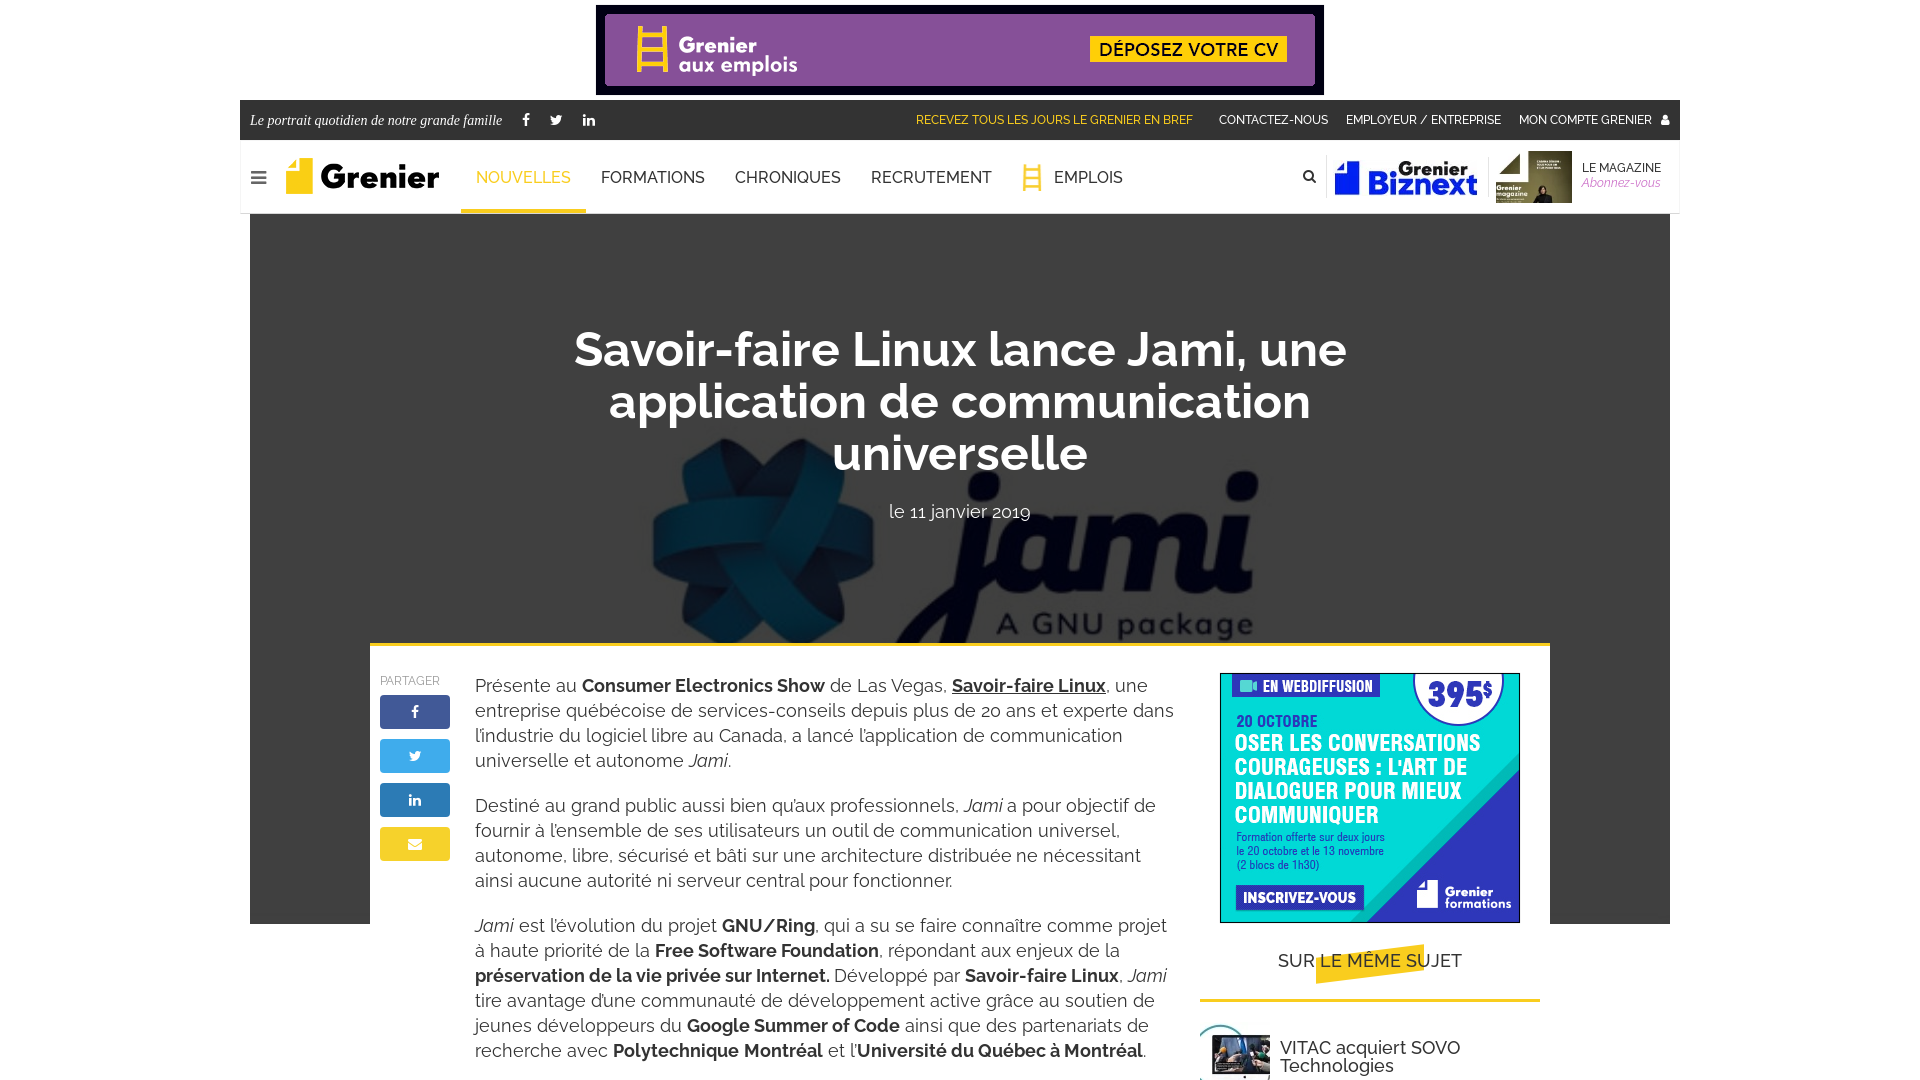 Grenier
aux emplois
DÉPOSEZ VOTRE CV
Le portrait quotidien de notre grande famille
RECEVEZ TOUS LES JOURS LE GRENIER EN BREF
CONTACTEZ-NOUS
EMPLOYEUR / ENTREPRISE
MON COMPTE GRENIER
Grenier
NOUVELLES
FORMATIONS
CHRONIQUES
RECRUTEMENT
EMPLOIS
Grenier
Biznext
Grenier
magazine
LE MAGAZINE
Abonnez-vous
Savoir-faire Linux lance Jami, une
application de communication
universelle
le 11 janvier 2019
jami
A GNU package
PARTAGER
Présente au Consumer Electronics Show de Las Vegas, Savoir-faire Linux, une
entreprise québécoise de services-conseils depuis plus de 20 ans et experte dans
l’industrie du logiciel libre au Canada, a lancé l’application de communication
universelle et autonome Jami.
Destiné au grand public aussi bien qu’aux professionnels, Jami a pour objectif de
fournir à l’ensemble de ses utilisateurs un outil de communication universel,
autonome, libre, sécurisé et bâti sur une architecture distribuée ne nécessitant
ainsi aucune autorité ni serveur central pour fonctionner.
Jami est l’évolution du projet GNU/Ring, qui a su se faire connaître comme projet
à haute priorité de la Free Software Foundation, répondant aux enjeux de la
préservation de la vie privée sur Internet. Développé par Savoir-faire Linux, Jami
tire avantage d’une communauté de développement active grâce au soutien de
jeunes développeurs du Google Summer of Code ainsi que des partenariats de
recherche avec Polytechnique Montréal et l’Université du Québec à Montréal.
EN WEBDIFFUSION
395$
20 OCTOBRE
OSER LES CONVERSATIONS
COURAGEUSES : L'ART DE
DIALOGUER POUR MIEUX
COMMUNIQUER
Formation offerte sur deux jours
le 20 octobre et le 13 novembre
(2 blocs de 1h30)
INSCRIVEZ-VOUS
Grenier
formations
SUR LE MÊME SUJET
VITAC acquiert SOVO
Technologies